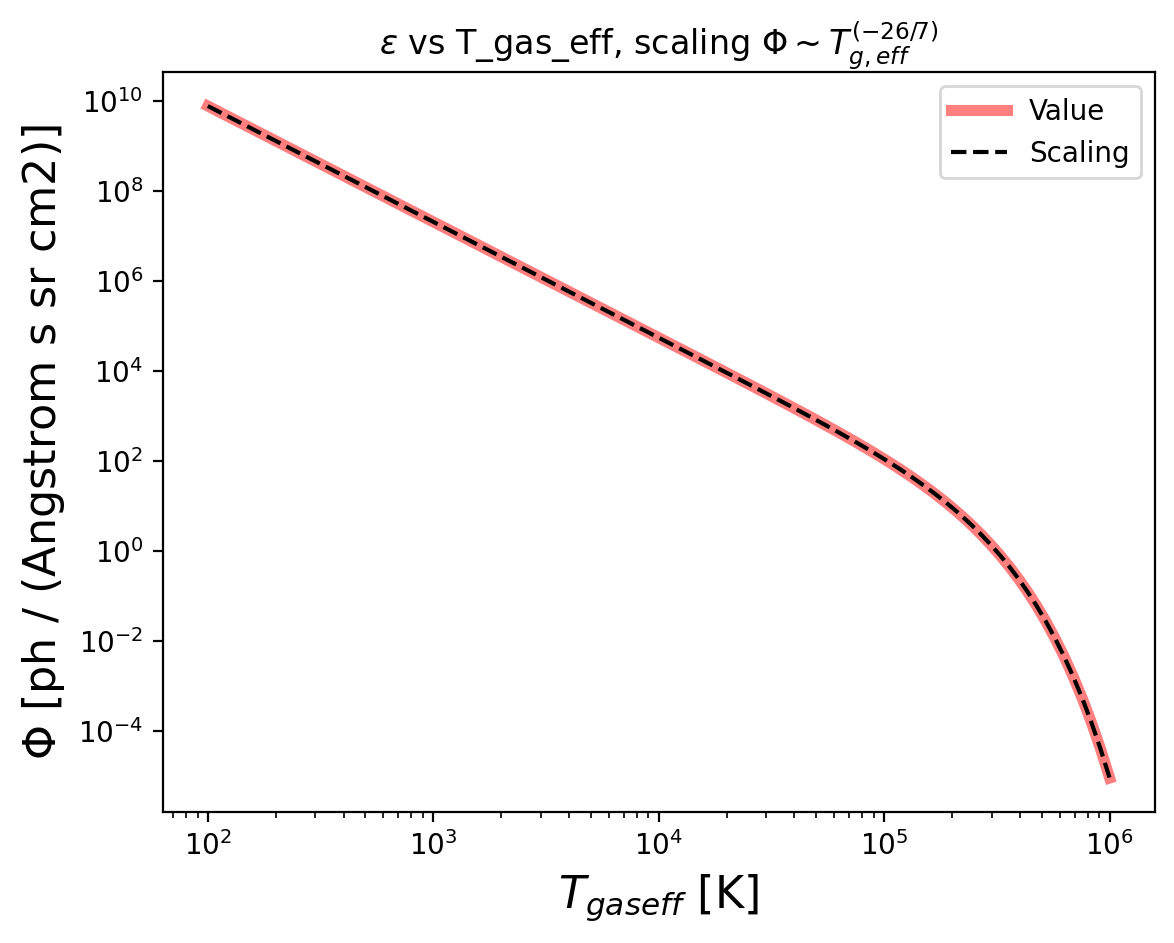 ε vs T_gas_eff, scaling Φ ~ T_{g,eff}^{(−26/7)}
Value
Scaling
Φ [ph / (Angstrom s sr cm2)]
10^{10}
10^{8}
10^{6}
10^{4}
10^{2}
10^{0}
10^{−2}
10^{−4}
10^{2}
10^{3}
10^{4}
10^{5}
10^{6}
T_{gaseff} [K]